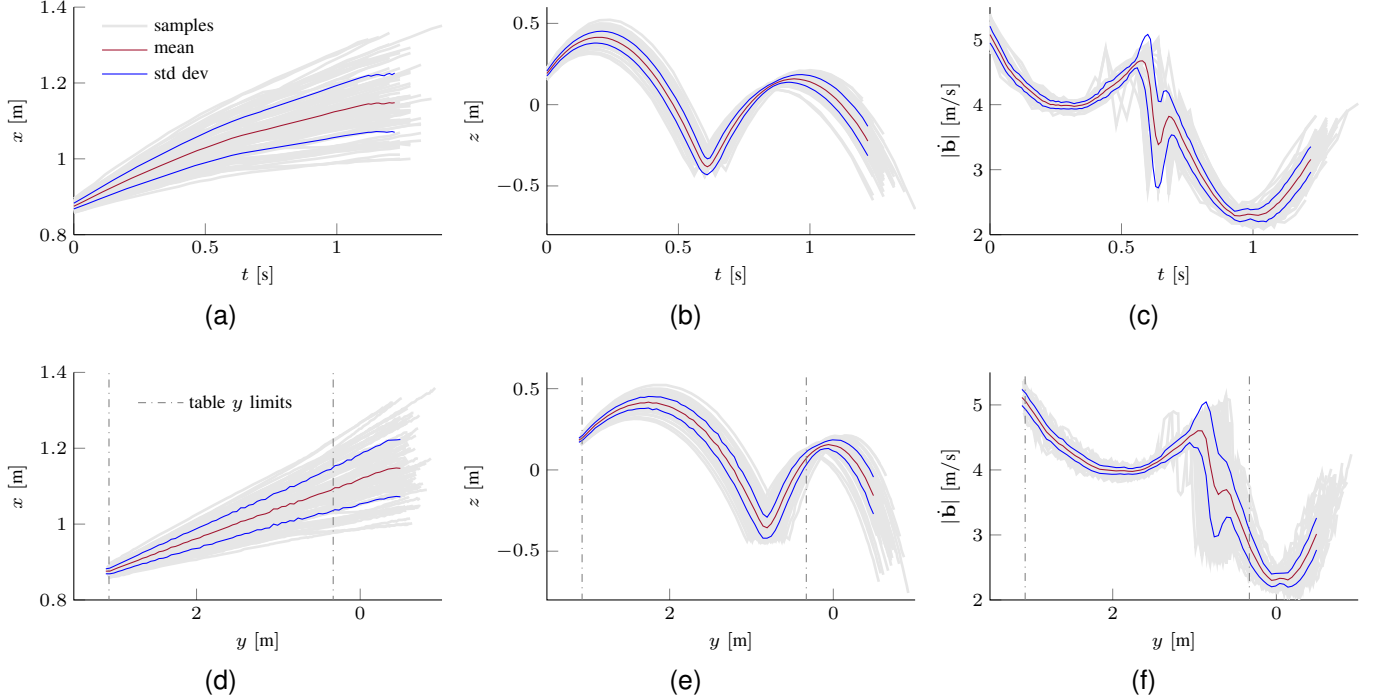 1.4
1.2
1
0.8
x [m]
samples
mean
std dev
0
0.5
1
t [s]
(a)
0.5
0
−0.5
z [m]
0
0.5
1
t [s]
(b)
5
4
3
2
|ḃ| [m/s]
0
0.5
1
t [s]
(c)
1.4
1.2
1
0.8
x [m]
table y limits
2
0
y [m]
(d)
0.5
0
−0.5
z [m]
2
0
y [m]
(e)
5
4
3
2
|ḃ| [m/s]
2
0
y [m]
(f)